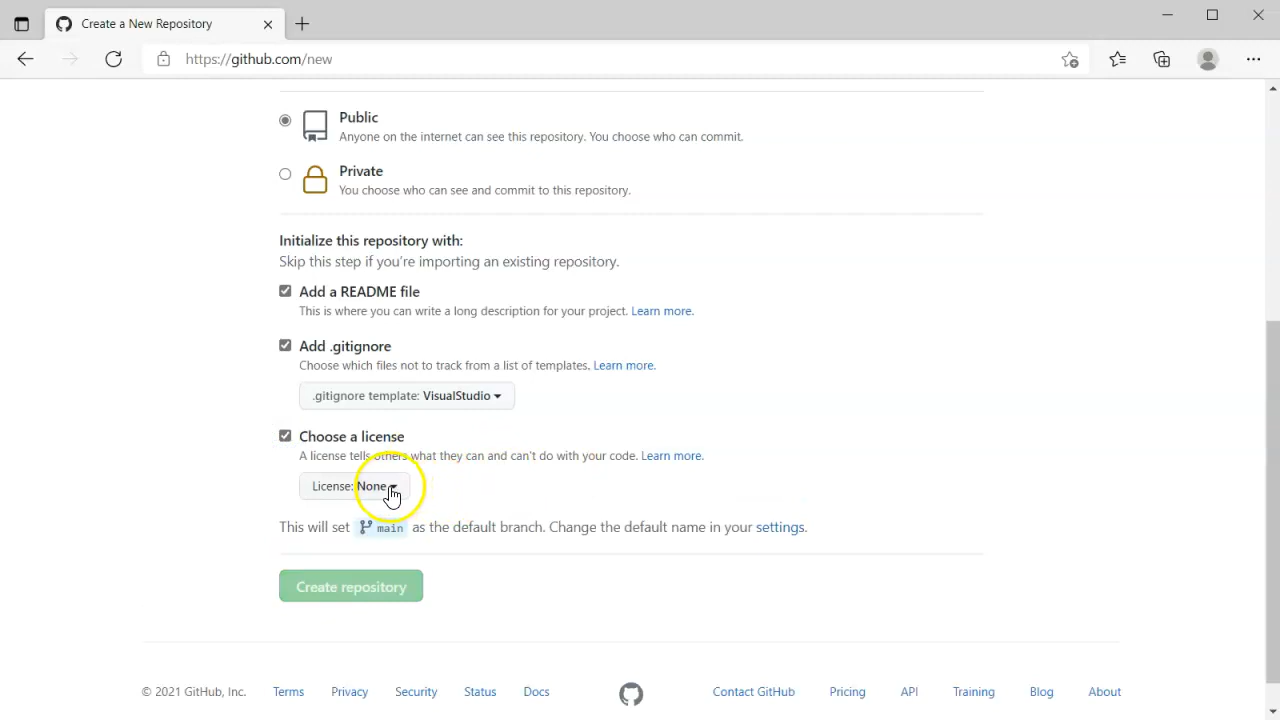 Create a New Repository
https://github.com/new
Public
Anyone on the internet can see this repository. You choose who can commit.
Private
You choose who can see and commit to this repository.
Initialize this repository with:
Skip this step if you're importing an existing repository.
Add a README file
This is where you can write a long description for your project. Learn more.
Add .gitignore
Choose which files not to track from a list of templates. Learn more.
.gitignore template: VisualStudio
Choose a license
A license tells others what they can and can't do with your code. Learn more.
License: None
This will set main as the default branch. Change the default name in your settings.
Create repository
© 2021 GitHub, Inc. Terms Privacy Security Status Docs Contact GitHub Pricing API Training Blog About